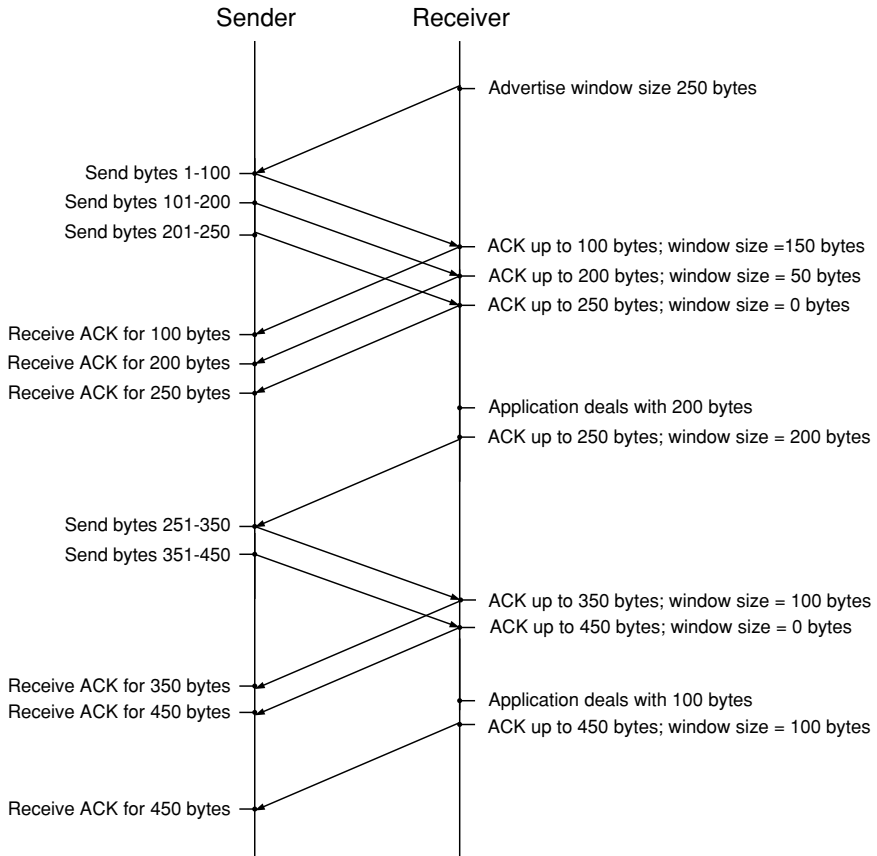 Sender Receiver
Advertise window size 250 bytes
Send bytes 1-100
Send bytes 101-200
Send bytes 201-250
ACK up to 100 bytes; window size =150 bytes
ACK up to 200 bytes; window size = 50 bytes
ACK up to 250 bytes; window size = 0 bytes
Receive ACK for 100 bytes
Receive ACK for 200 bytes
Receive ACK for 250 bytes
Application deals with 200 bytes
ACK up to 250 bytes; window size = 200 bytes
Send bytes 251-350
Send bytes 351-450
ACK up to 350 bytes; window size = 100 bytes
ACK up to 450 bytes; window size = 0 bytes
Receive ACK for 350 bytes
Receive ACK for 450 bytes
Application deals with 100 bytes
ACK up to 450 bytes; window size = 100 bytes
Receive ACK for 450 bytes